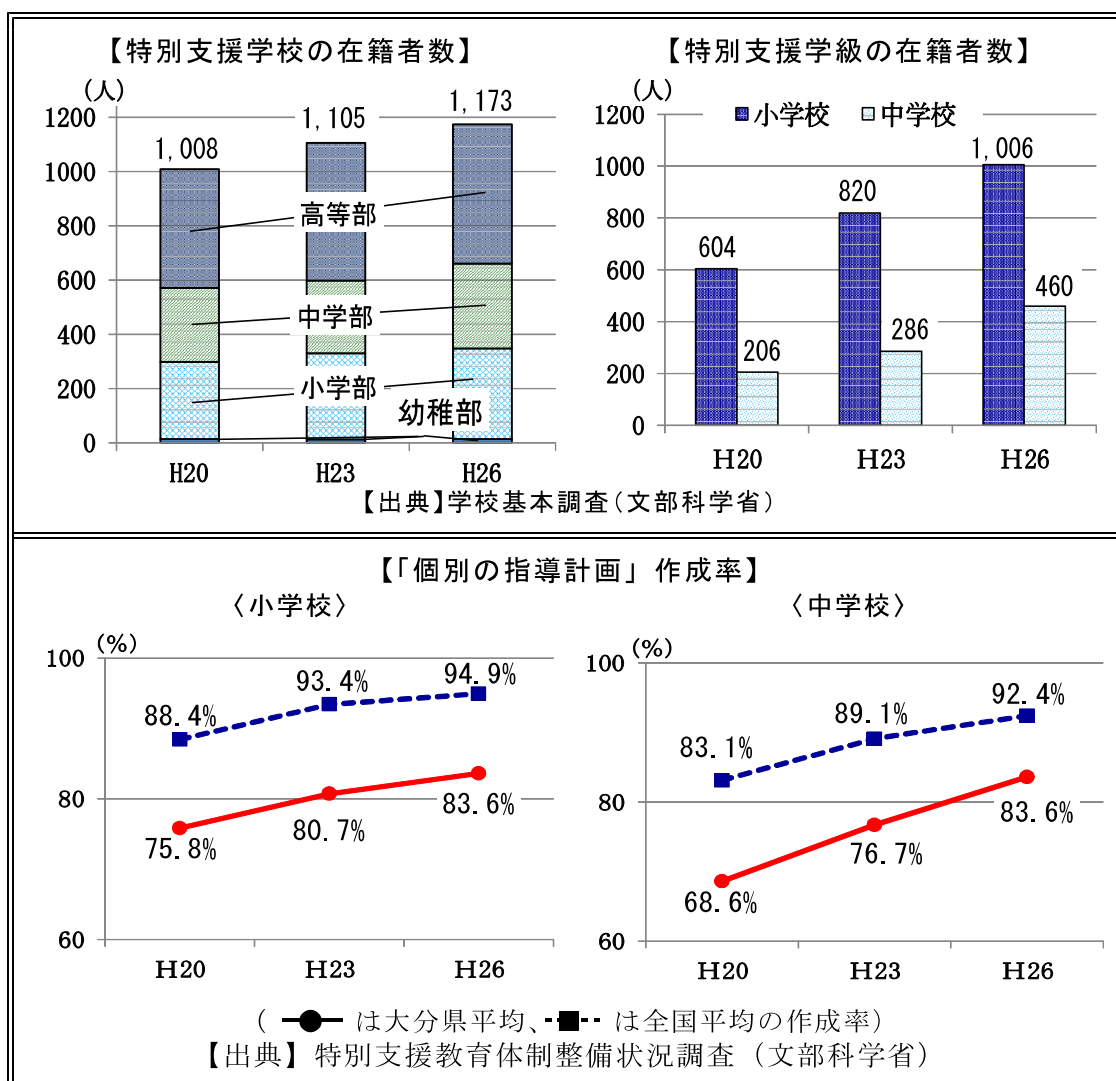 【特別支援学校の在籍者数】
(人)
1200
1000
800
600
400
200
0
1,008
1,105
1,173
高等部
中学部
小学部
幼稚部
H20
H23
H26
【特別支援学級の在籍者数】
(人)
1200
1000
800
600
400
200
0
小学校
中学校
604
206
820
286
1,006
460
H20
H23
H26
【出典】学校基本調査(文部科学省)
【「個別の指導計画」作成率】
〈小学校〉
(%)
100
80
60
88.4%
93.4%
94.9%
75.8%
80.7%
83.6%
H20
H23
H26
〈中学校〉
(%)
100
80
60
83.1%
89.1%
92.4%
68.6%
76.7%
83.6%
H20
H23
H26
( は大分県平均、 は全国平均の作成率)
【出典】特別支援教育体制整備状況調査(文部科学省)